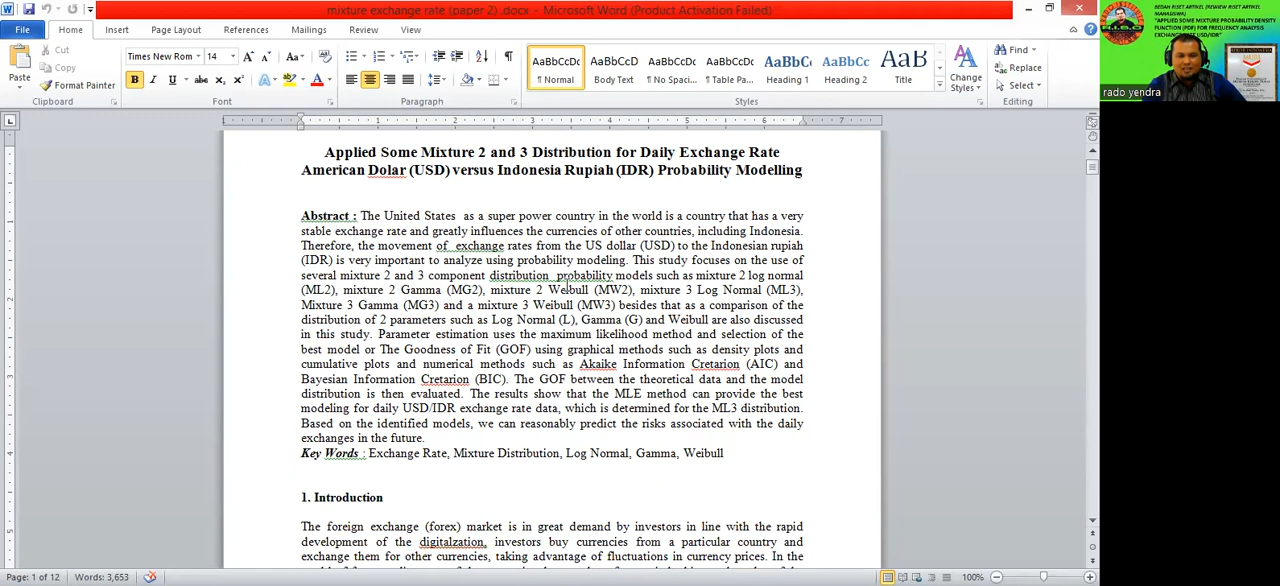 mixture exchange rate (paper 2) .docx - Microsoft Word (Product Activation Failed)
File Home Insert Page Layout References Mailings Review View
Paste
Cut
Copy
Format Painter
Clipboard
Times New Rom 14
Font
Paragraph
AaBbCcDc AaBbCcD AaBbCcDc AaBbCcDc AaBbC AaBbCc AaB
¶ Normal Body Text ¶ No Spaci... ¶ Table Pa... Heading 1 Heading 2 Title
Change Styles
Styles
Find
Replace
Select
Editing
BEDAH RISET ARTIKEL (REVIEW RISET ARTIKEL
MAHASISWA)
"APPLIED SOME MIXTURE PROBABILITY DENSITY
FUNCTION (PDF) FOR FREQUENCY ANALYSIS
rado yendra
Applied Some Mixture 2 and 3 Distribution for Daily Exchange Rate
American Dolar (USD) versus Indonesia Rupiah (IDR) Probability Modelling
Abstract : The United States as a super power country in the world is a country that has a very
stable exchange rate and greatly influences the currencies of other countries, including Indonesia.
Therefore, the movement of exchange rates from the US dollar (USD) to the Indonesian rupiah
(IDR) is very important to analyze using probability modeling. This study focuses on the use of
several mixture 2 and 3 component distribution probability models such as mixture 2 log normal
(ML2), mixture 2 Gamma (MG2), mixture 2 Weibull (MW2), mixture 3 Log Normal (ML3),
Mixture 3 Gamma (MG3) and a mixture 3 Weibull (MW3) besides that as a comparison of the
distribution of 2 parameters such as Log Normal (L), Gamma (G) and Weibull are also discussed
in this study. Parameter estimation uses the maximum likelihood method and selection of the
best model or The Goodness of Fit (GOF) using graphical methods such as density plots and
cumulative plots and numerical methods such as Akaike Information Cretarion (AIC) and
Bayesian Information Cretarion (BIC). The GOF between the theoretical data and the model
distribution is then evaluated. The results show that the MLE method can provide the best
modeling for daily USD/IDR exchange rate data, which is determined for the ML3 distribution.
Based on the identified models, we can reasonably predict the risks associated with the daily
exchanges in the future.
Key Words : Exchange Rate, Mixture Distribution, Log Normal, Gamma, Weibull
1. Introduction
The foreign exchange (forex) market is in great demand by investors in line with the rapid
development of the digitalzation, investors buy currencies from a particular country and
exchange them for other currencies, taking advantage of fluctuations in currency prices. In the
Page: 1 of 12 Words: 3,653 100%